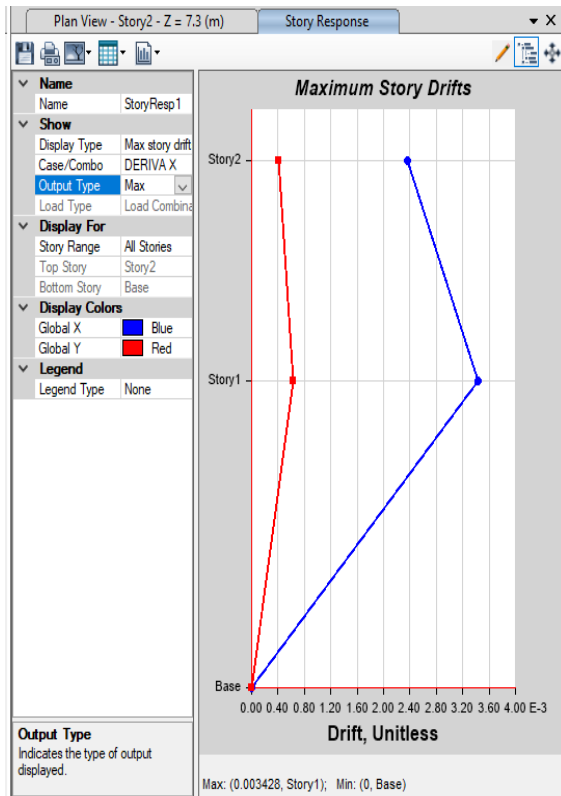 Plan View - Story2 - Z = 7.3 (m)
Story Response
Name
Name StoryResp1
Show
Display Type Max story drift
Case/Combo DERIVA X
Output Type Max
Load Type Load Combina
Display For
Story Range All Stories
Top Story Story2
Bottom Story Base
Display Colors
Global X Blue
Global Y Red
Legend
Legend Type None
Output Type
Indicates the type of output
displayed.
Maximum Story Drifts
Story2
Story1
Base
0.00 0.40 0.80 1.20 1.60 2.00 2.40 2.80 3.20 3.60 4.00 E-3
Drift, Unitless
Max: (0.003428, Story1); Min: (0, Base)